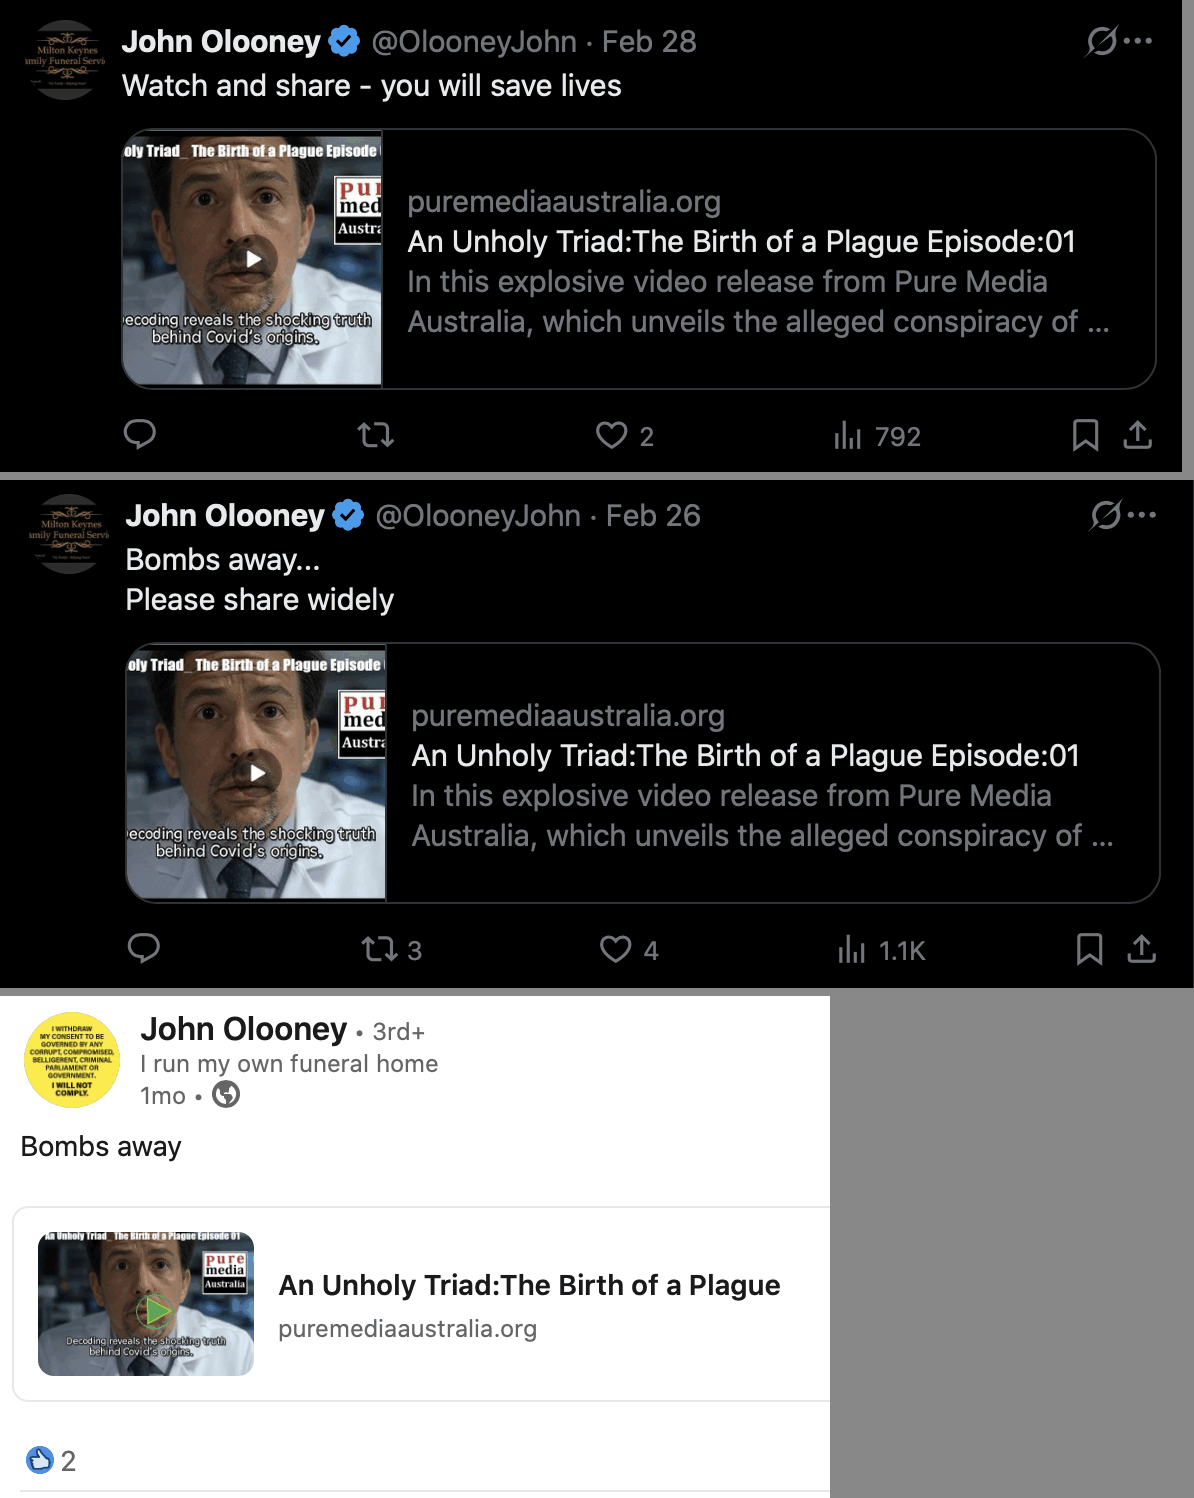 Milton Keynes
amily Funeral Servi
John Olooney @OlooneyJohn · Feb 28
Watch and share - you will save lives
oly Triad_ The Birth of a Plague Episode
pur
med
Austra
ecoding reveals the shocking truth
behind Covid's origins.
puremediaaustralia.org
An Unholy Triad:The Birth of a Plague Episode:01
In this explosive video release from Pure Media
Australia, which unveils the alleged conspiracy of ...
2
792
Milton Keynes
amily Funeral Servi
John Olooney @OlooneyJohn · Feb 26
Bombs away...
Please share widely
oly Triad_ The Birth of a Plague Episode
pur
med
Austra
ecoding reveals the shocking truth
behind Covid's origins.
puremediaaustralia.org
An Unholy Triad:The Birth of a Plague Episode:01
In this explosive video release from Pure Media
Australia, which unveils the alleged conspiracy of ...
3
4
1.1K
I WITHDRAW
MY CONSENT TO BE
GOVERNED BY ANY
CORRUPT, COMPROMISED,
BELLIGERENT, CRIMINAL
PARLIAMENT OR
GOVERNMENT.
I WILL NOT
COMPLY.
John Olooney • 3rd+
I run my own funeral home
1mo •
Bombs away
An Unholy Triad_ The Birth of a Plague Episode 01
pure
media
Australia
Decoding reveals the shocking truth
behind Covid's origins.
An Unholy Triad:The Birth of a Plague
puremediaaustralia.org
2